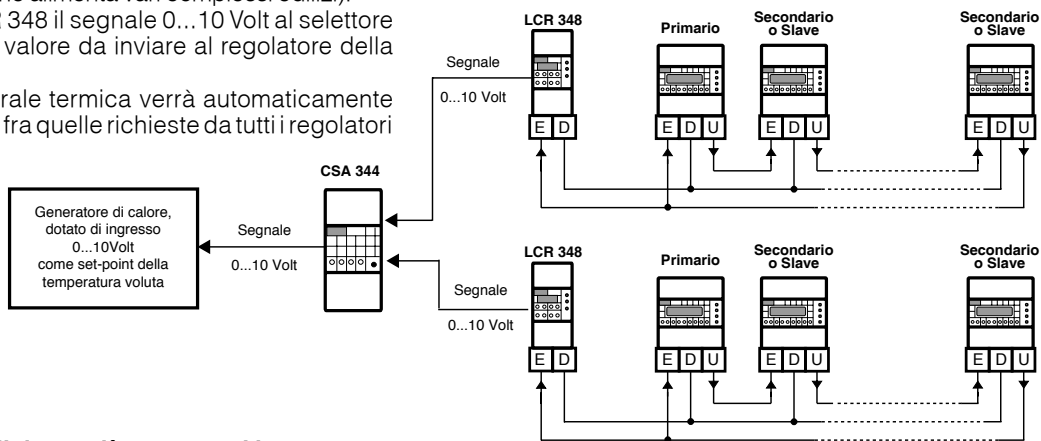 R 348 il segnale 0...10 Volt al selettore
valore da inviare al regolatore della
rale termica verrà automaticamente
fra quelle richieste da tutti i regolatori
LCR 348
Primario
Secondario
o Slave
Secondario
o Slave
Segnale
0...10 Volt
E D
E D U
E D U
E D U
CSA 344
Generatore di calore,
dotato di ingresso
0...10Volt
come set-point della
temperatura voluta
Segnale
0...10 Volt
LCR 348
Primario
Secondario
o Slave
Secondario
o Slave
Segnale
0...10 Volt
E D
E D U
E D U
E D U